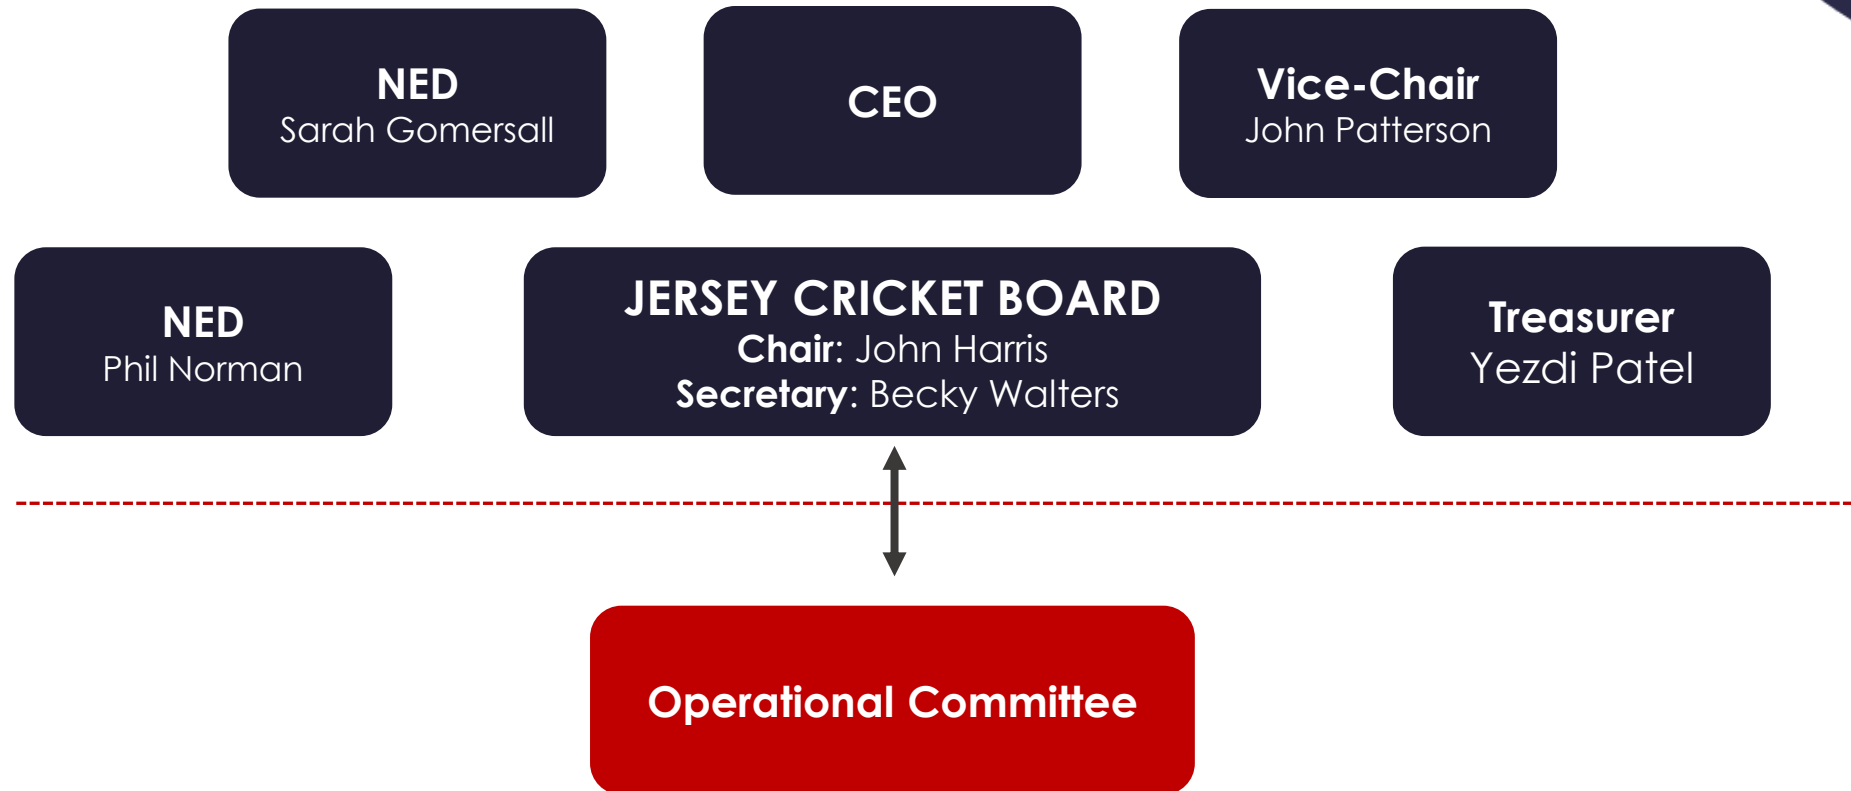 NED
Sarah Gomersall
CEO
Vice-Chair
John Patterson
NED
Phil Norman
JERSEY CRICKET BOARD
Chair: John Harris
Secretary: Becky Walters
Treasurer
Yezdi Patel
Operational Committee